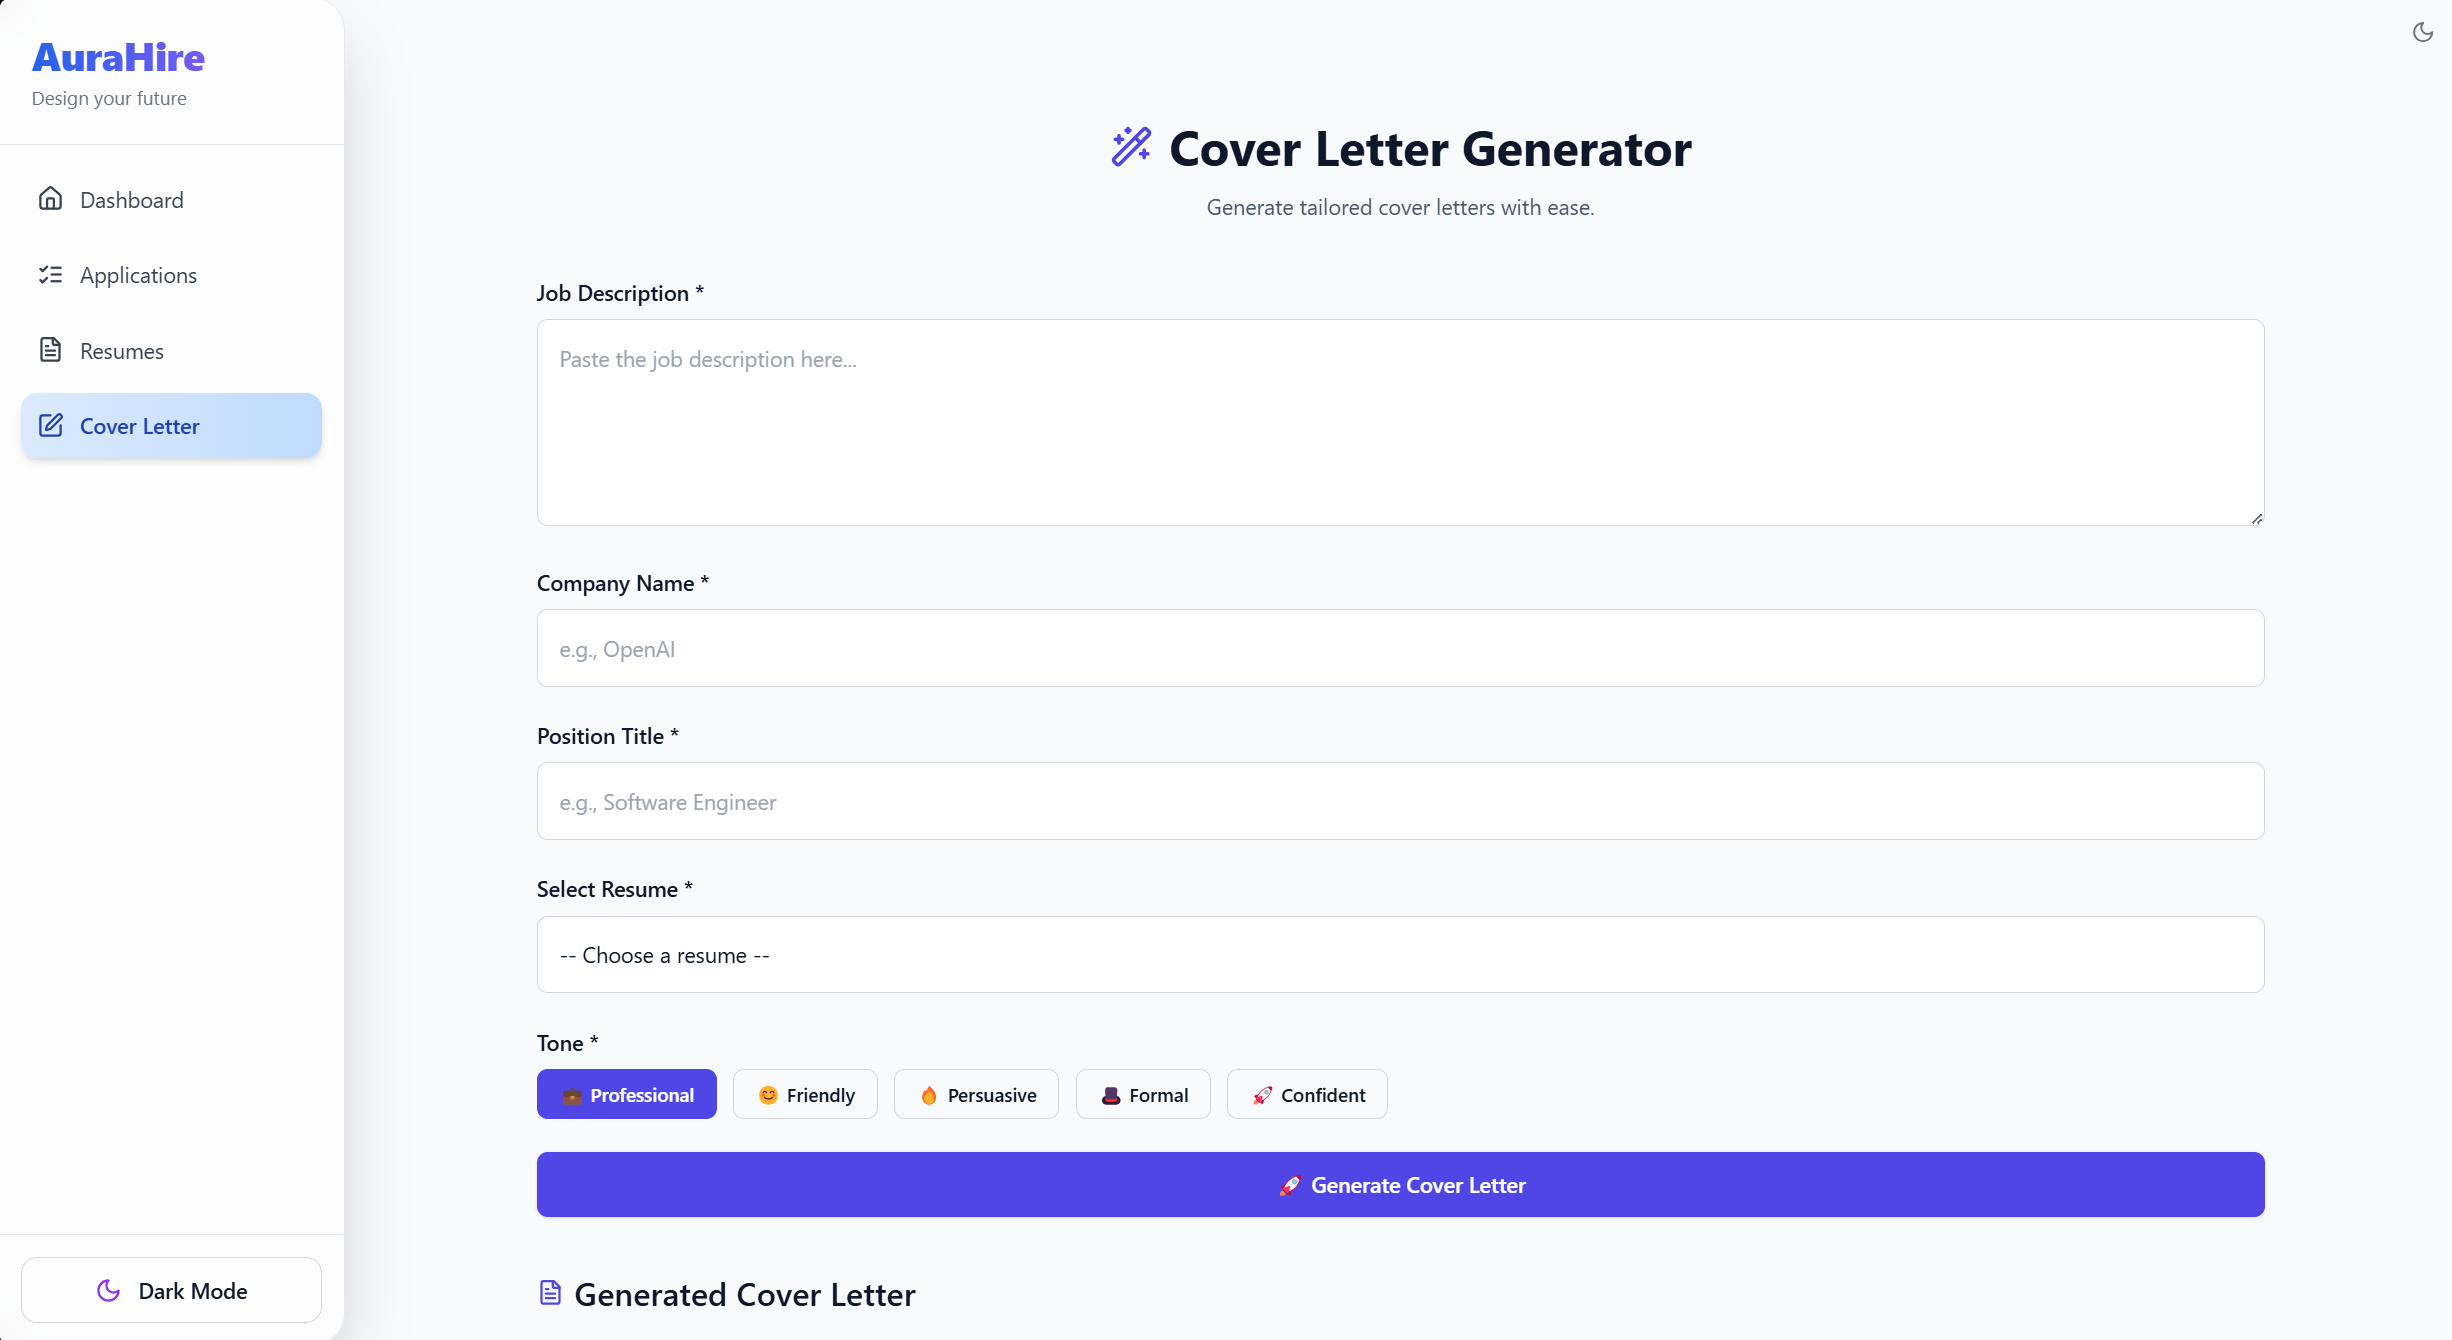 AuraHire
Design your future
Dashboard
Applications
Resumes
Cover Letter
Dark Mode
Cover Letter Generator
Generate tailored cover letters with ease.
Job Description *
Paste the job description here...
Company Name *
e.g., OpenAI
Position Title *
e.g., Software Engineer
Select Resume *
-- Choose a resume --
Tone *
💼 Professional
😊 Friendly
🔥 Persuasive
🎩 Formal
🚀 Confident
🚀 Generate Cover Letter
Generated Cover Letter